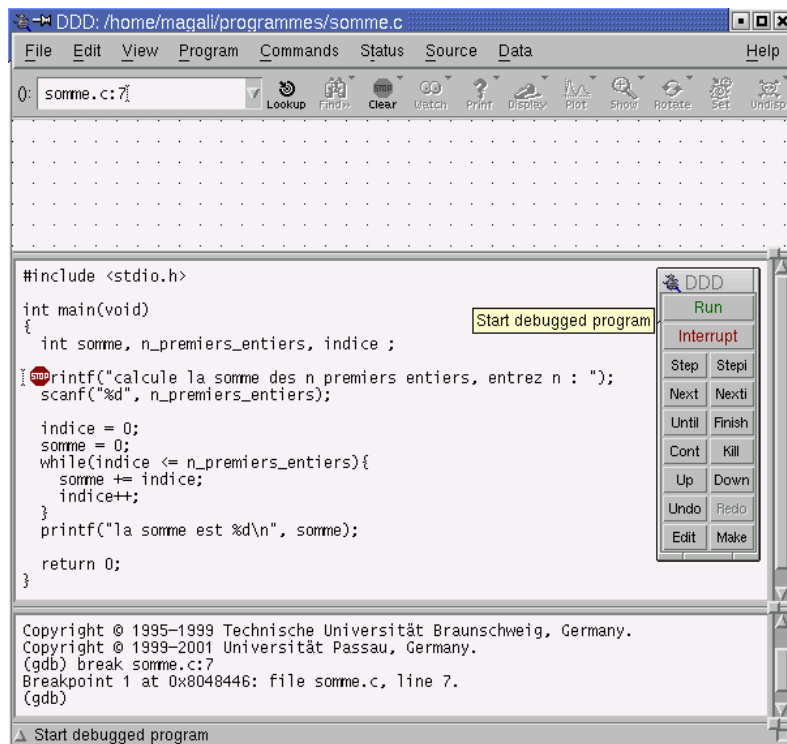 DDD: /home/magali/programmes/somme.c
File Edit View Program Commands Status Source Data Help
(): somme.c:7
Lookup Find>> Clear Watch Print Display Plot Show Rotate Set Undisp
#include <stdio.h>
int main(void)
{
int somme, n_premiers_entiers, indice ;
STOP rintf("calcule la somme des n premiers entiers, entrez n : ");
scanf("%d", n_premiers_entiers);
indice = 0;
somme = 0;
while(indice <= n_premiers_entiers){
somme += indice;
indice++;
}
printf("la somme est %d\n", somme);
return 0;
}
Start debugged program
DDD
Run
Interrupt
Step Stepi
Next Nexti
Until Finish
Cont Kill
Up Down
Undo Redo
Edit Make
Copyright © 1995-1999 Technische Universität Braunschweig, Germany.
Copyright © 1999-2001 Universität Passau, Germany.
(gdb) break somme.c:7
Breakpoint 1 at 0x8048446: file somme.c, line 7.
(gdb)
Start debugged program